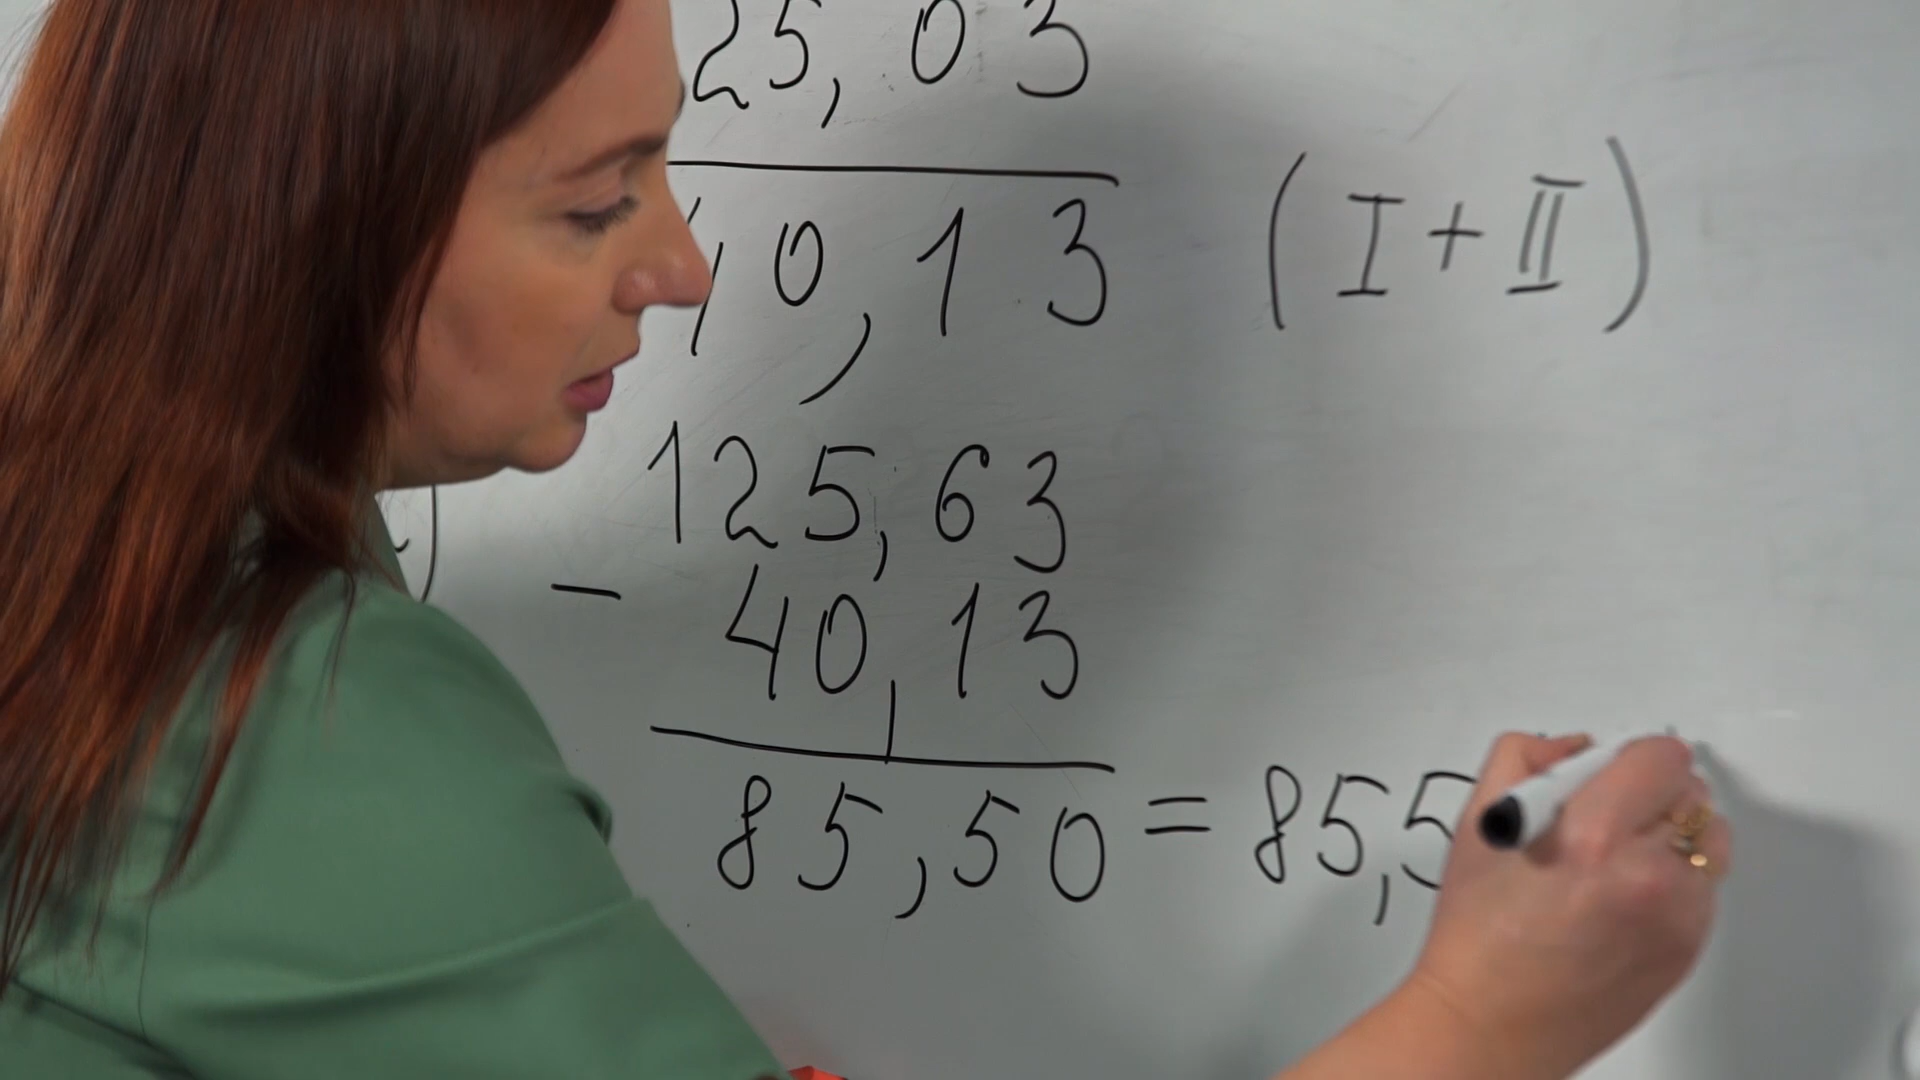 25,03
40,13 (I + II)
125,63
- 40,13
85,50 = 85,5